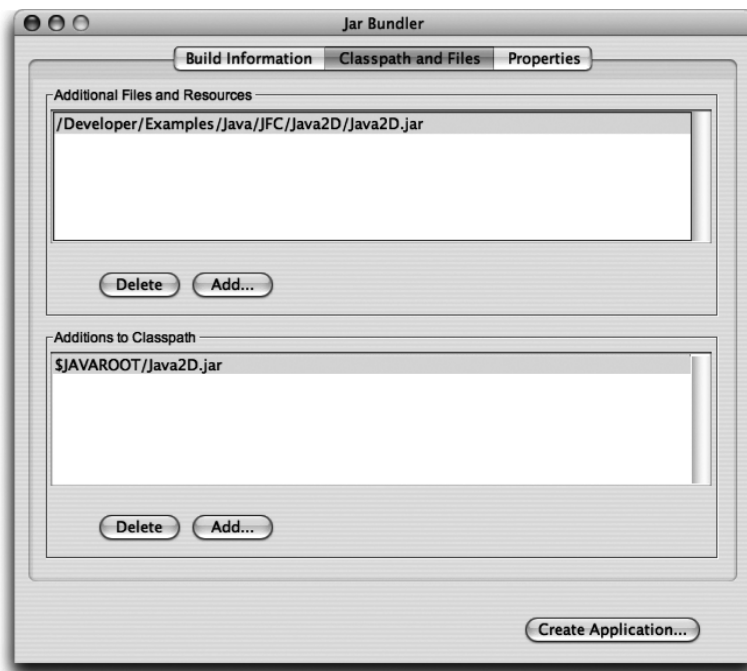 Jar Bundler
Build Information Classpath and Files Properties
Additional Files and Resources
/Developer/Examples/Java/JFC/Java2D/Java2D.jar
Delete Add...
Additions to Classpath
$JAVAROOT/Java2D.jar
Delete Add...
Create Application...